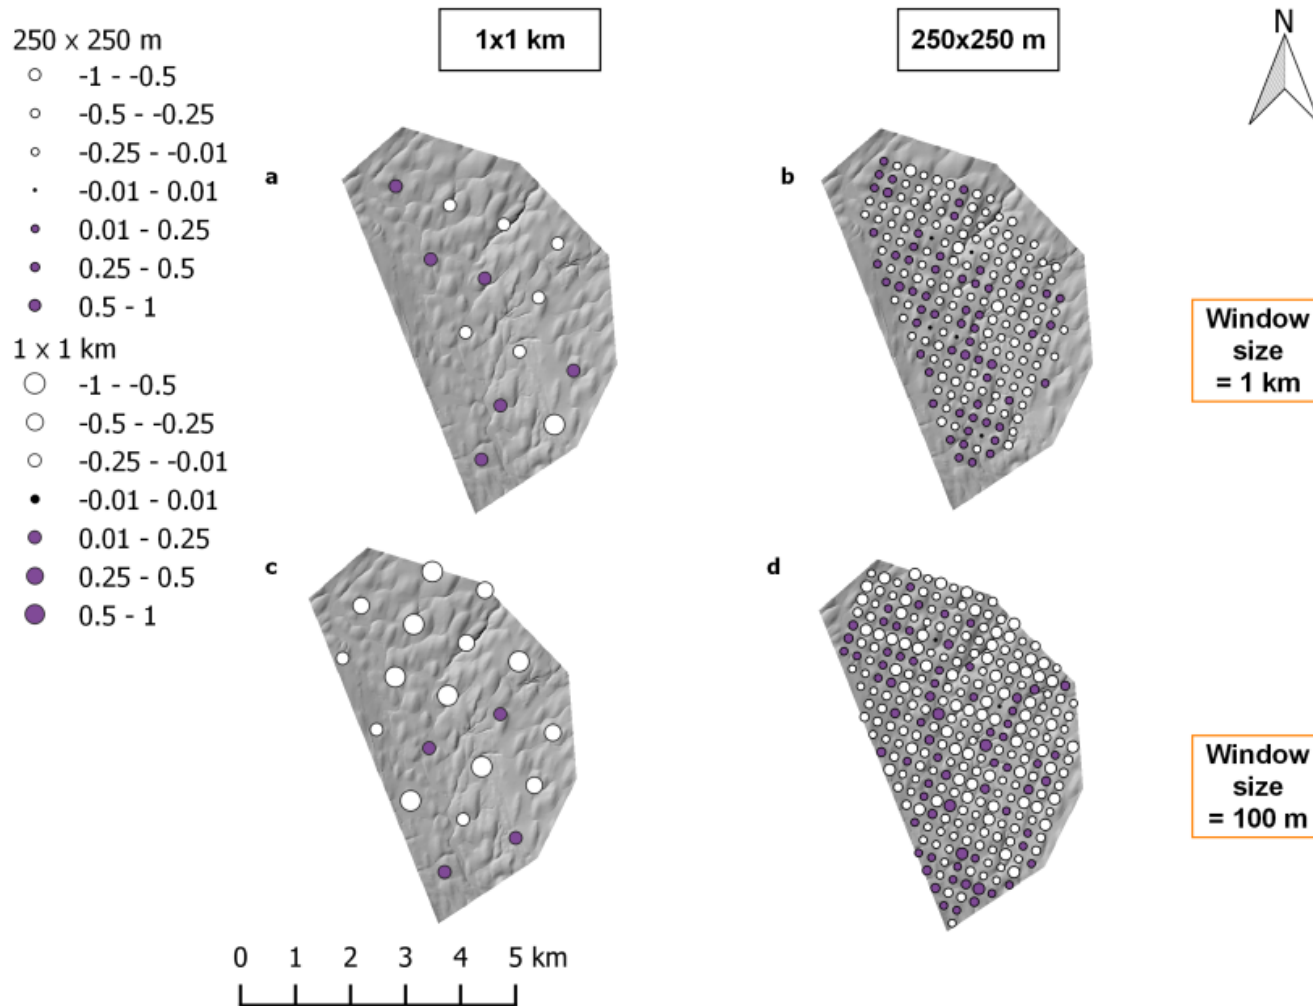 250 x 250 m
-1 - -0.5
-0.5 - -0.25
-0.25 - -0.01
-0.01 - 0.01
0.01 - 0.25
0.25 - 0.5
0.5 - 1
1 x 1 km
-1 - -0.5
-0.5 - -0.25
-0.25 - -0.01
-0.01 - 0.01
0.01 - 0.25
0.25 - 0.5
0.5 - 1
1x1 km
250x250 m
N
a
b
Window
size
= 1 km
c
d
Window
size
= 100 m
0 1 2 3 4 5 km